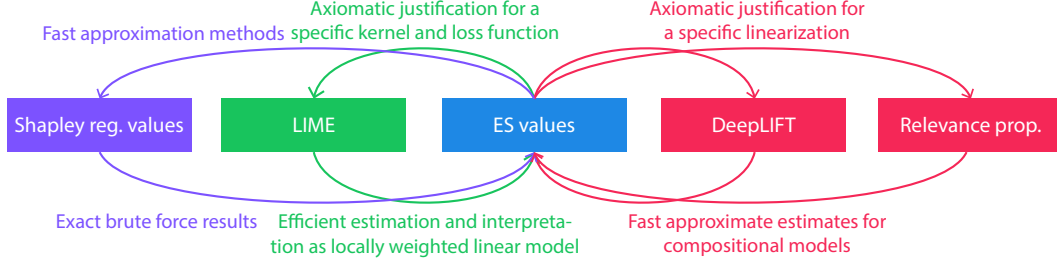 Axiomatic justification for a
specific kernel and loss function
Axiomatic justification for
a specific linearization
Fast approximation methods
Shapley reg. values
LIME
ES values
DeepLIFT
Relevance prop.
Exact brute force results
Efficient estimation and interpreta-
tion as locally weighted linear model
Fast approximate estimates for
compositional models